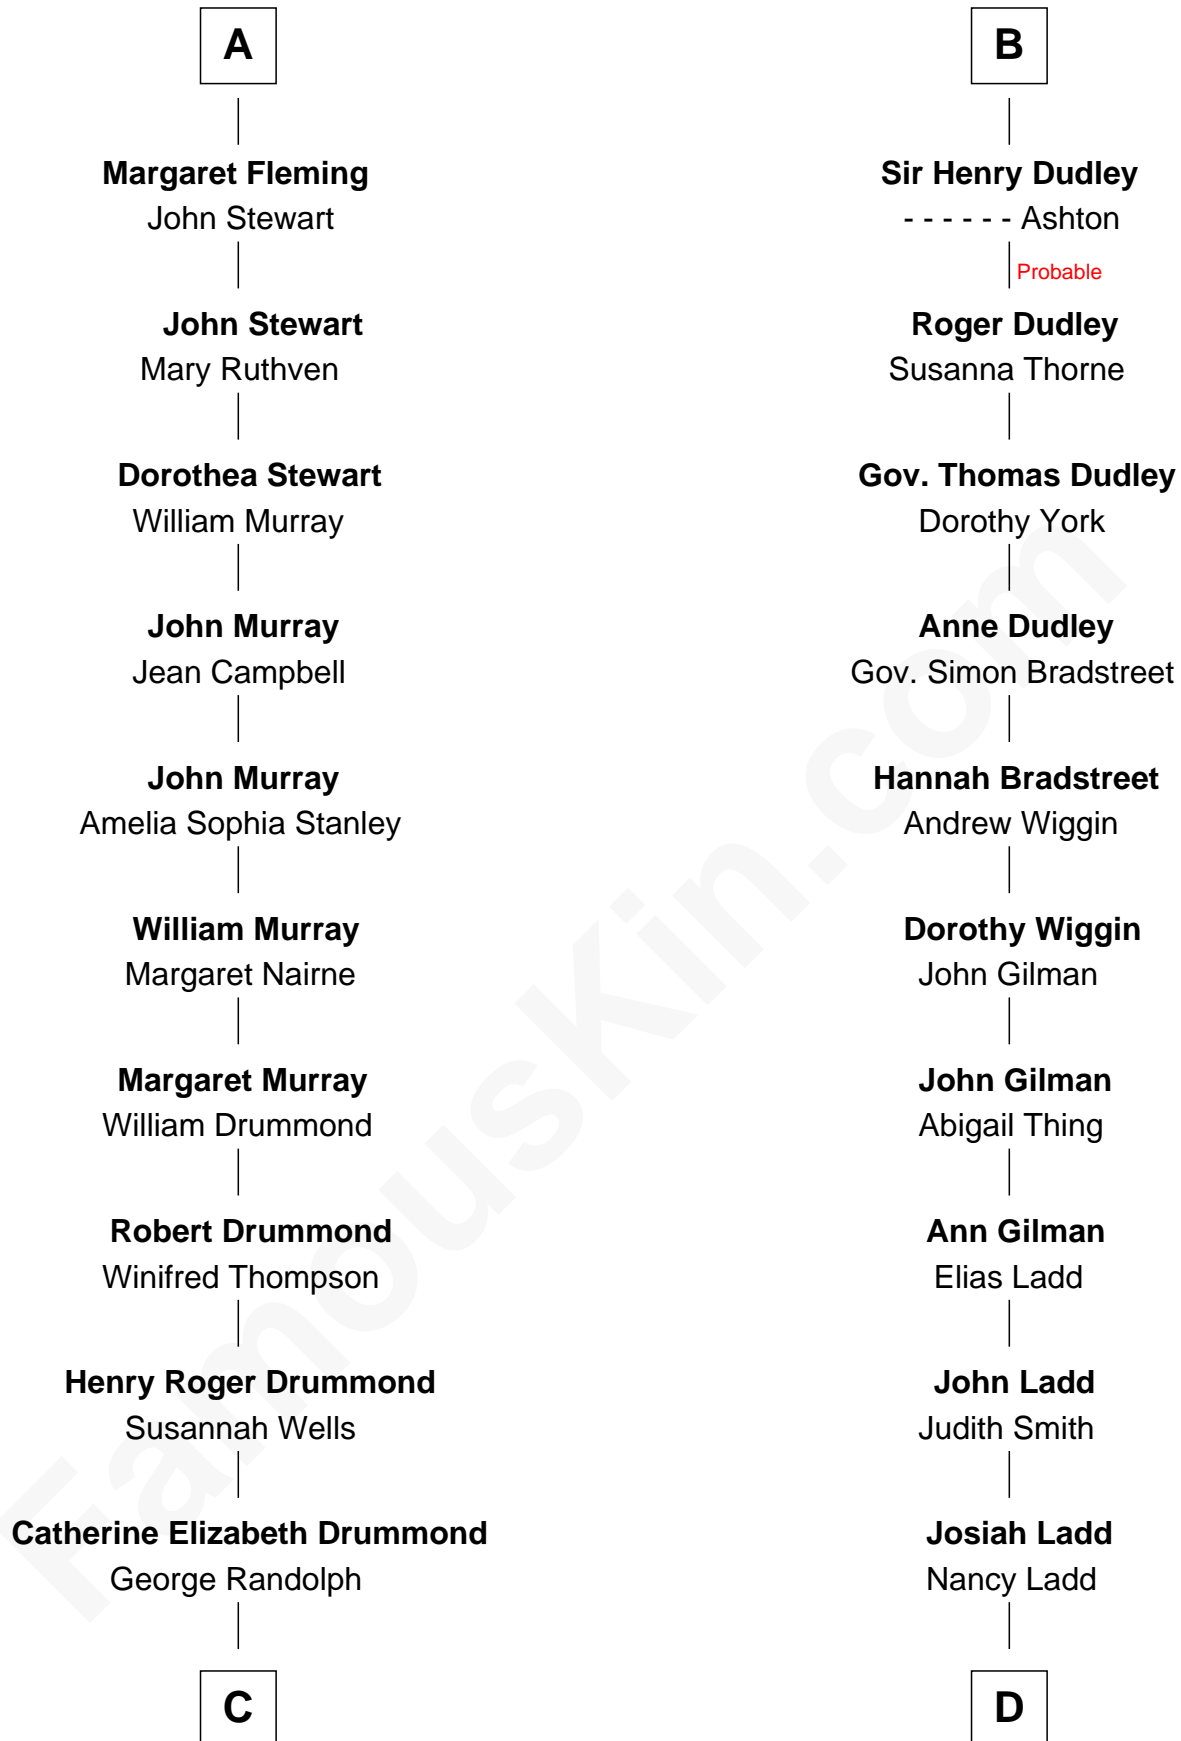 A
Margaret Fleming
John Stewart
John Stewart
Mary Ruthven
Dorothea Stewart
William Murray
John Murray
Jean Campbell
John Murray
Amelia Sophia Stanley
William Murray
Margaret Nairne
Margaret Murray
William Drummond
Robert Drummond
Winifred Thompson
Henry Roger Drummond
Susannah Wells
Catherine Elizabeth Drummond
George Randolph
C
B
Sir Henry Dudley
- - - - - - Ashton
Probable
Roger Dudley
Susanna Thorne
Gov. Thomas Dudley
Dorothy York
Anne Dudley
Gov. Simon Bradstreet
Hannah Bradstreet
Andrew Wiggin
Dorothy Wiggin
John Gilman
John Gilman
Abigail Thing
Ann Gilman
Elias Ladd
John Ladd
Judith Smith
Josiah Ladd
Nancy Ladd
D
FamousKin.com